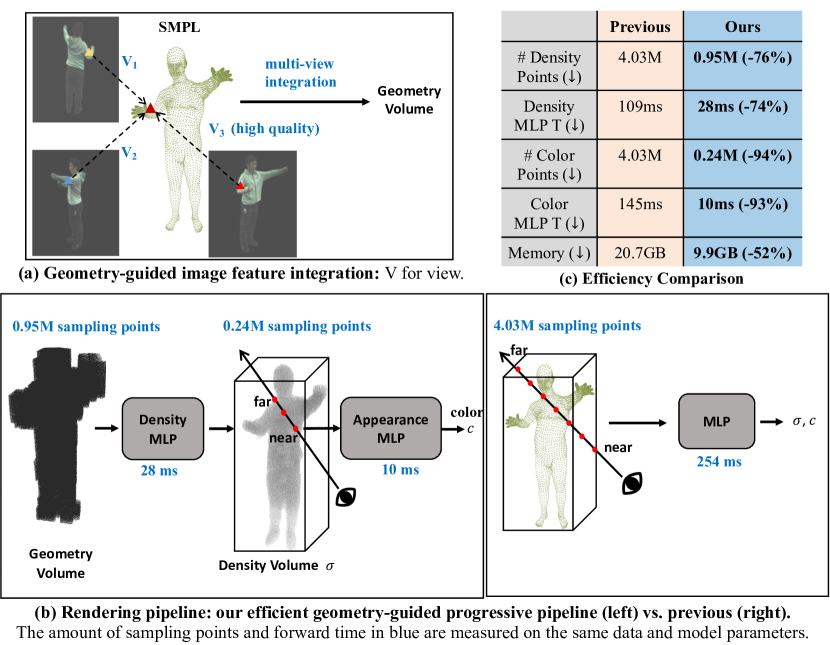 SMPL
V1
V2
V3 (high quality)
multi-view
integration
Geometry
Volume
(a) Geometry-guided image feature integration: V for view.
Previous Ours
# Density
Points (↓) 4.03M 0.95M (-76%)
Density
MLP T (↓) 109ms 28ms (-74%)
# Color
Points (↓) 4.03M 0.24M (-94%)
Color
MLP T (↓) 145ms 10ms (-93%)
Memory (↓) 20.7GB 9.9GB (-52%)
(c) Efficiency Comparison
0.95M sampling points
Geometry
Volume
Density
MLP
28 ms
0.24M sampling points
far
near
Density Volume σ
Appearance
MLP
10 ms
color
c
4.03M sampling points
far
near
MLP
254 ms
σ, c
(b) Rendering pipeline: our efficient geometry-guided progressive pipeline (left) vs. previous (right).
The amount of sampling points and forward time in blue are measured on the same data and model parameters.